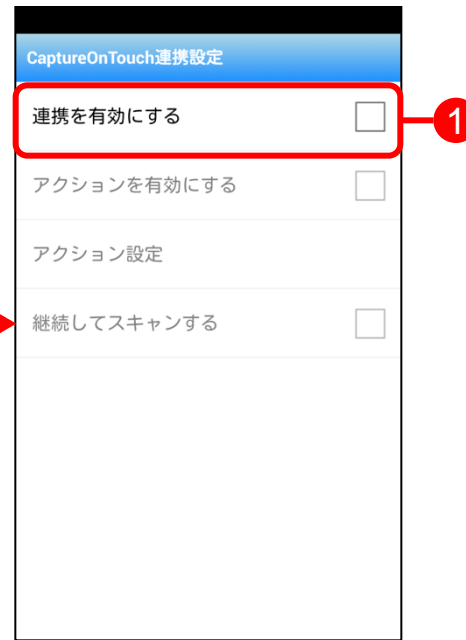 CaptureOnTouch連携設定
連携を有効にする
1
アクションを有効にする
アクション設定
継続してスキャンする